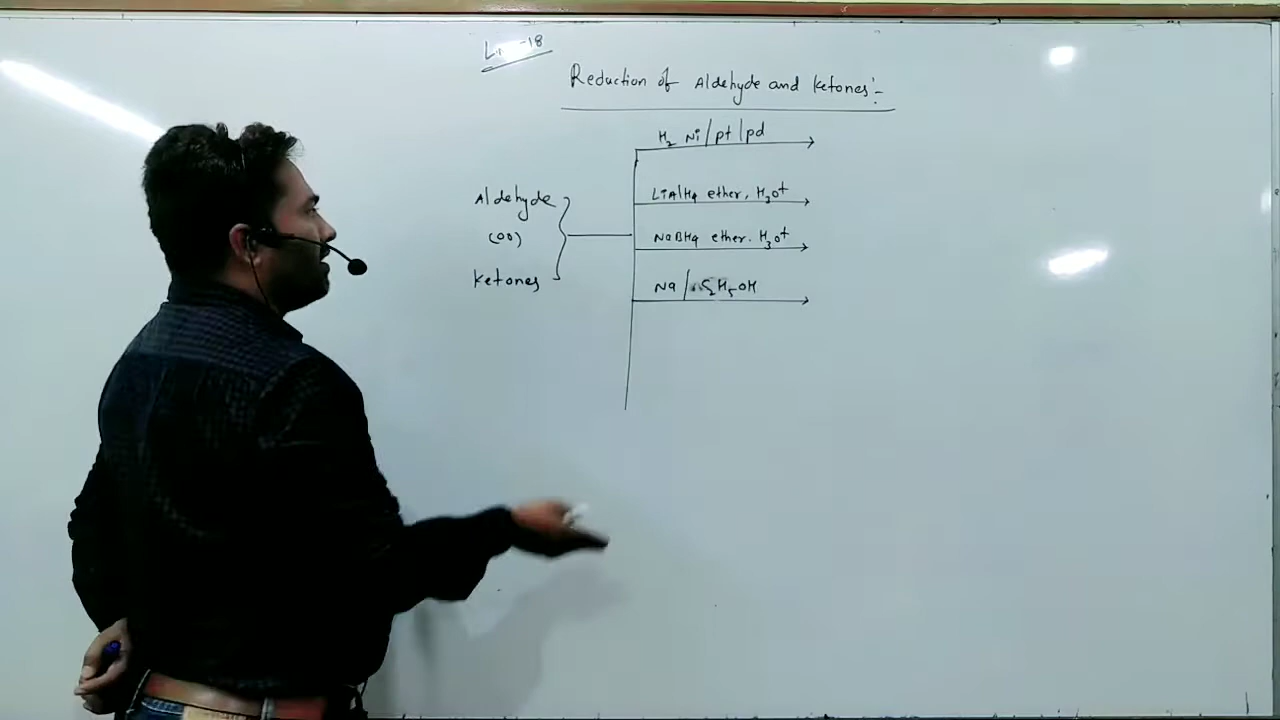 Reduction of Aldehyde and Ketones:-
H2 Ni/pt/pd
Aldehyde
LiAlH4 ether, H3O+
(OR)
NaBH4 ether. H3O+
Ketones
Na/C2H5OH